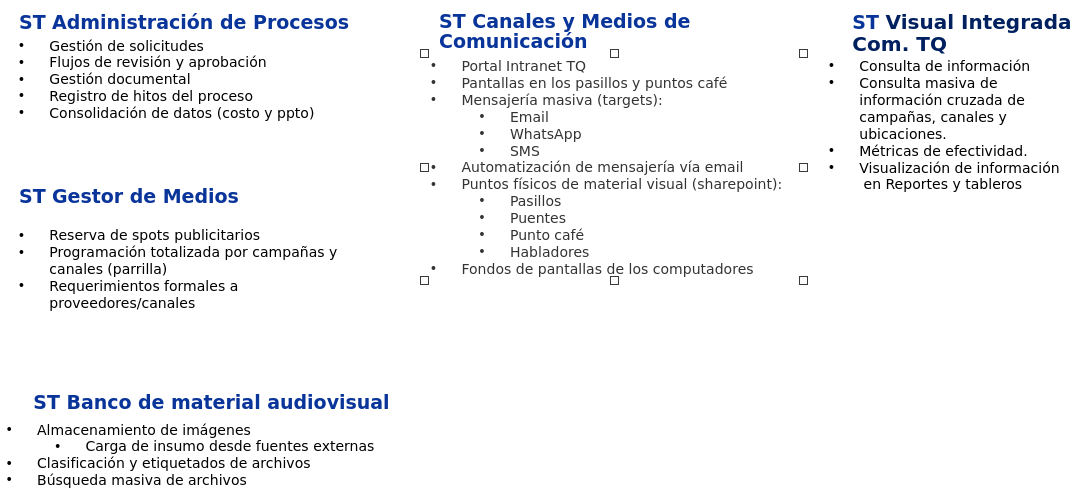 ST Administración de Procesos
• Gestión de solicitudes
• Flujos de revisión y aprobación
• Gestión documental
• Registro de hitos del proceso
• Consolidación de datos (costo y ppto)
ST Gestor de Medios
• Reserva de spots publicitarios
• Programación totalizada por campañas y
canales (parrilla)
• Requerimientos formales a
proveedores/canales
ST Banco de material audiovisual
• Almacenamiento de imágenes
• Carga de insumo desde fuentes externas
• Clasificación y etiquetados de archivos
• Búsqueda masiva de archivos
ST Canales y Medios de
Comunicación
• Portal Intranet TQ
• Pantallas en los pasillos y puntos café
• Mensajería masiva (targets):
• Email
• WhatsApp
• SMS
• Automatización de mensajería vía email
• Puntos físicos de material visual (sharepoint):
• Pasillos
• Puentes
• Punto café
• Habladores
• Fondos de pantallas de los computadores
ST Visual Integrada
Com. TQ
• Consulta de información
• Consulta masiva de
información cruzada de
campañas, canales y
ubicaciones.
• Métricas de efectividad.
• Visualización de información
en Reportes y tableros